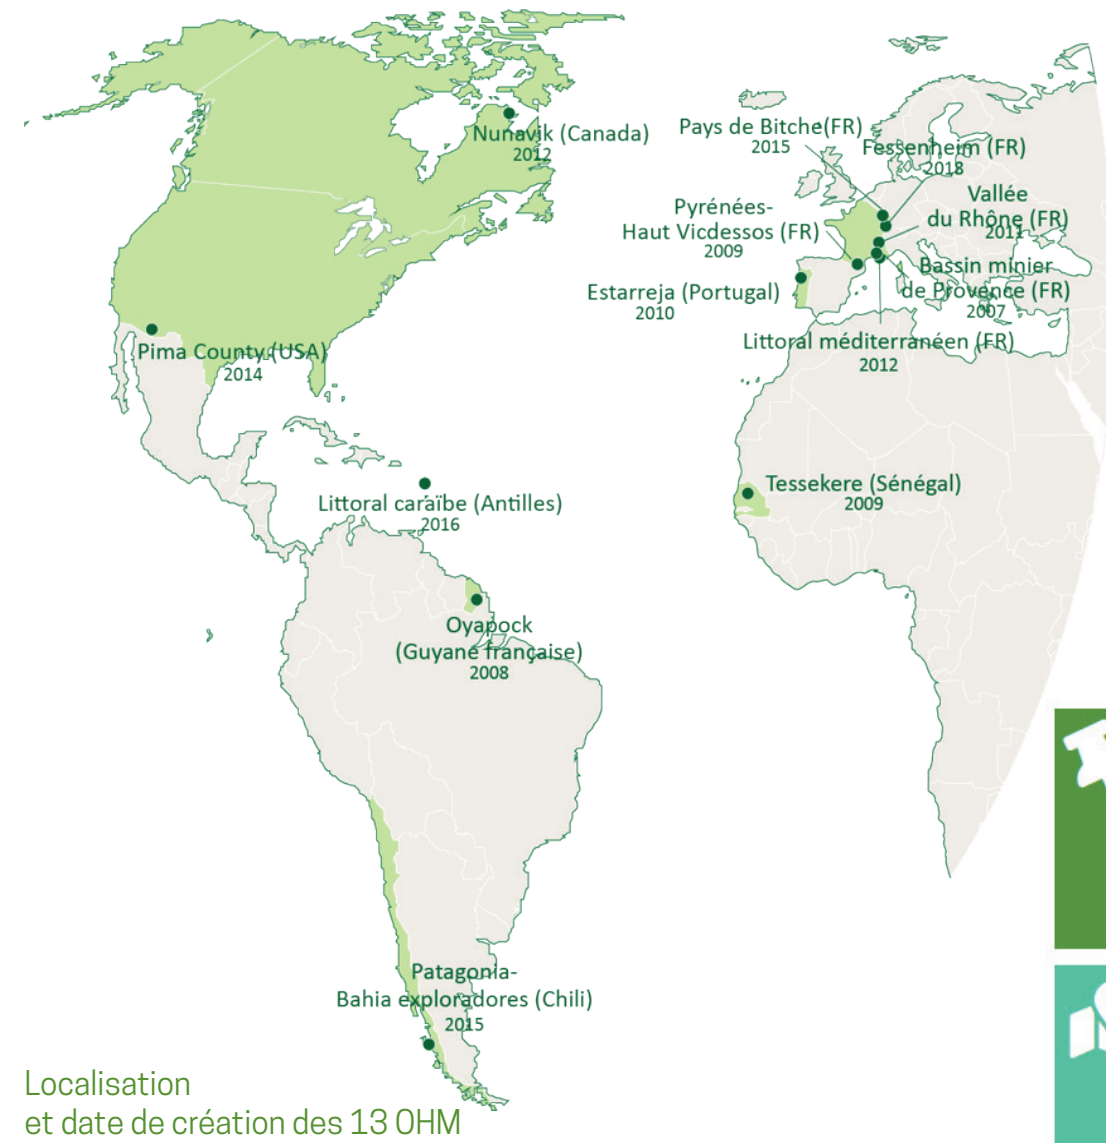 Nunavik (Canada)
2012
Pays de Bitche(FR)
2015
Fessenheim (FR)
2018
Vallée
du Rhône (FR)
2011
Pyrénées-
Haut Vicdessos (FR)
2009
Bassin minier
de Provence (FR)
2007
Estarreja (Portugal)
2010
Littoral méditerranéen (FR)
2012
Pima County (USA)
2014
Tessekere (Sénégal)
2009
Littoral caraïbe (Antilles)
2016
Oyapock
(Guyane française)
2008
Patagonia-
Bahia exploradores (Chili)
2015
Localisation
et date de création des 13 OHM